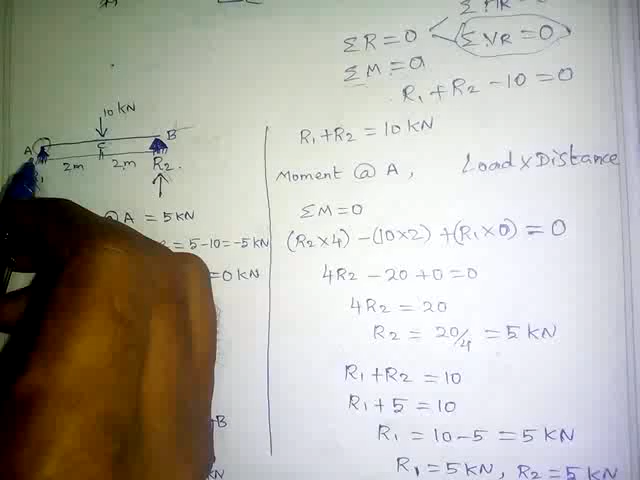 ΣR = 0
ΣVR = 0
ΣM = 0
R₁ + R₂ - 10 = 0
10 KN
A
C
B
2m
2m
R₂
@ A = 5 KN
= 5 - 10 = -5 KN
= 0 KN
B
KN
R₁ + R₂ = 10 KN
Moment @ A, Load x Distance
ΣM = 0
(R₂ x 4) - (10 x 2) + (R₁ x 0) = 0
4R₂ - 20 + 0 = 0
4R₂ = 20
R₂ = 20/4 = 5 KN
R₁ + R₂ = 10
R₁ + 5 = 10
R₁ = 10 - 5 = 5 KN
R₁ = 5 KN, R₂ = 5 KN